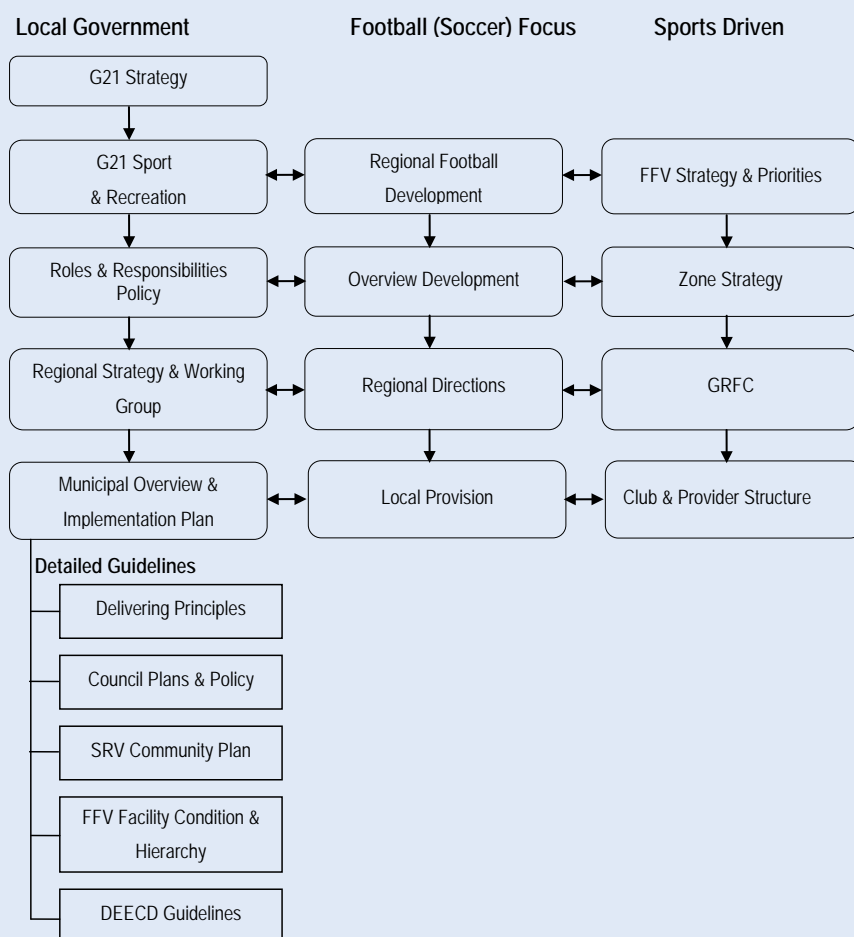 Local Government
Football (Soccer) Focus
Sports Driven
G21 Strategy
G21 Sport
& Recreation
Regional Football
Development
FFV Strategy & Priorities
Roles & Responsibilities
Policy
Overview Development
Zone Strategy
Regional Strategy & Working
Group
Regional Directions
GRFC
Municipal Overview &
Implementation Plan
Local Provision
Club & Provider Structure
Detailed Guidelines
Delivering Principles
Council Plans & Policy
SRV Community Plan
FFV Facility Condition &
Hierarchy
DEECD Guidelines